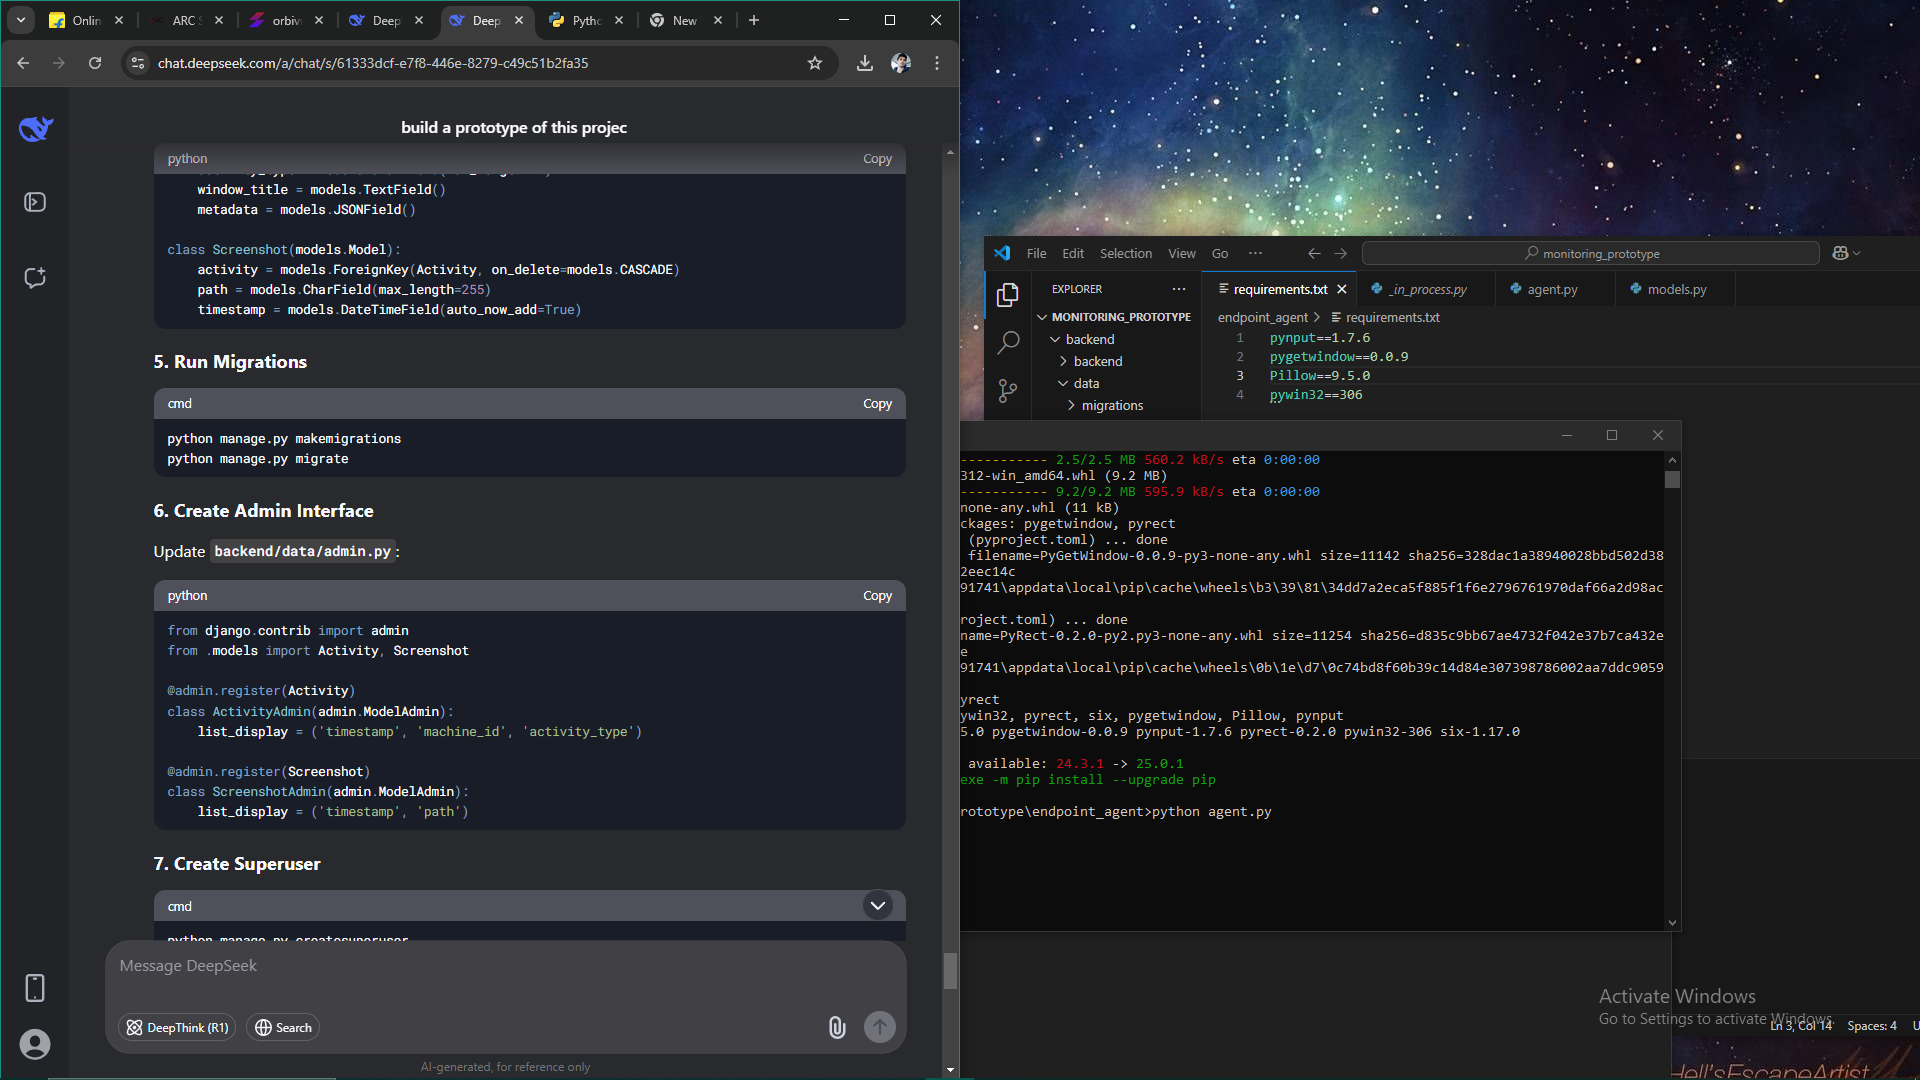 Onlin
ARC S
orbiv
Deep
Deep
Pytho
New
chat.deepseek.com/a/chat/s/61333dcf-e7f8-446e-8279-c49c51b2fa35
build a prototype of this projec
python
Copy
window_title = models.TextField()
metadata = models.JSONField()
class Screenshot(models.Model):
activity = models.ForeignKey(Activity, on_delete=models.CASCADE)
path = models.CharField(max_length=255)
timestamp = models.DateTimeField(auto_now_add=True)
5. Run Migrations
cmd
Copy
python manage.py makemigrations
python manage.py migrate
6. Create Admin Interface
Update backend/data/admin.py:
python
Copy
from django.contrib import admin
from .models import Activity, Screenshot
@admin.register(Activity)
class ActivityAdmin(admin.ModelAdmin):
list_display = ('timestamp', 'machine_id', 'activity_type')
@admin.register(Screenshot)
class ScreenshotAdmin(admin.ModelAdmin):
list_display = ('timestamp', 'path')
7. Create Superuser
cmd
python manage.py createsuperuser
Message DeepSeek
DeepThink (R1)
Search
AI-generated, for reference only
File Edit Selection View Go ···
monitoring_prototype
EXPLORER
MONITORING_PROTOTYPE
backend
backend
data
migrations
requirements.txt
_in_process.py
agent.py
models.py
endpoint_agent > requirements.txt
1 pynput==1.7.6
2 pygetwindow==0.0.9
3 Pillow==9.5.0
4 pywin32==306
----------- 2.5/2.5 MB 560.2 kB/s eta 0:00:00
312-win_amd64.whl (9.2 MB)
----------- 9.2/9.2 MB 595.9 kB/s eta 0:00:00
none-any.whl (11 kB)
ckages: pygetwindow, pyrect
(pyproject.toml) ... done
filename=PyGetWindow-0.0.9-py3-none-any.whl size=11142 sha256=328dac1a38940028bbd502d38
2eec14c
91741\appdata\local\pip\cache\wheels\b3\39\81\34dd7a2eca5f885f1f6e2796761970daf66a2d98ac
roject.toml) ... done
name=PyRect-0.2.0-py2.py3-none-any.whl size=11254 sha256=d835c9bb67ae4732f042e37b7ca432e
e
91741\appdata\local\pip\cache\wheels\0b\1e\d7\0c74bd8f60b39c14d84e307398786002aa7ddc9059
yrect
ywin32, pyrect, six, pygetwindow, Pillow, pynput
5.0 pygetwindow-0.0.9 pynput-1.7.6 pyrect-0.2.0 pywin32-306 six-1.17.0
available: 24.3.1 -> 25.0.1
exe -m pip install --upgrade pip
rototype\endpoint_agent>python agent.py
Activate Windows
Go to Settings to activate Windows.
Ln 3, Col 14
Spaces: 4
U
Hell'sEscapeArtist